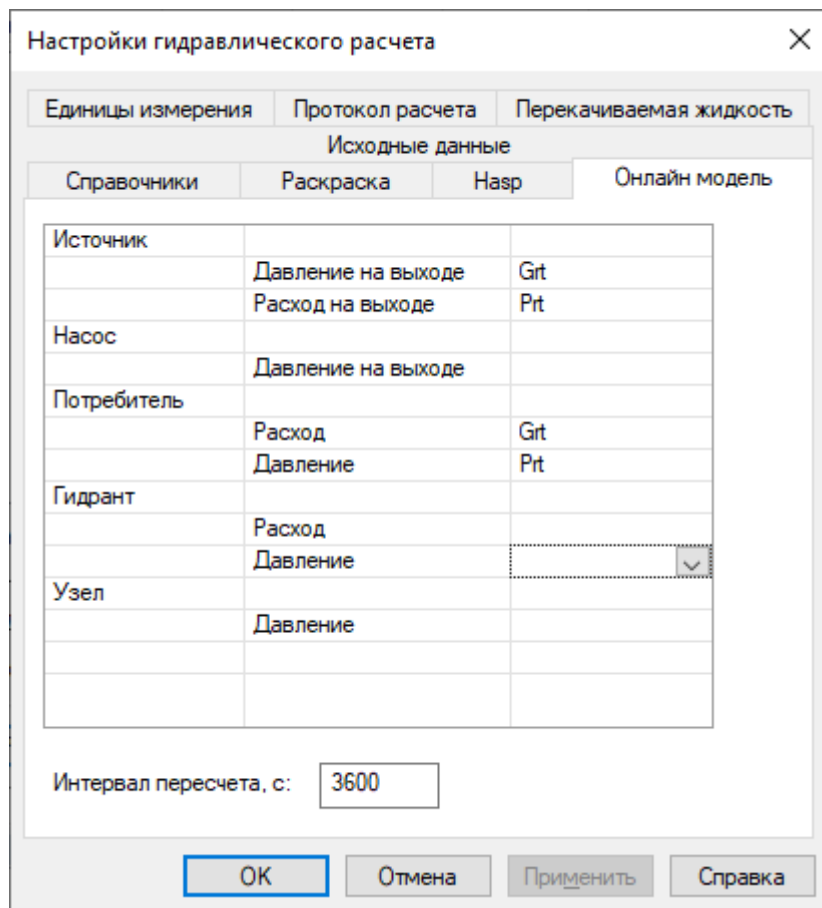 Настройки гидравлического расчета
Единицы измерения Протокол расчета Перекачиваемая жидкость
Исходные данные
Справочники Раскраска Hasp Онлайн модель
Источник
Давление на выходе Grt
Расход на выходе Prt
Насос
Давление на выходе
Потребитель
Расход Grt
Давление Prt
Гидрант
Расход
Давление
Узел
Давление
Интервал пересчета, с: 3600
OK Отмена Применить Справка